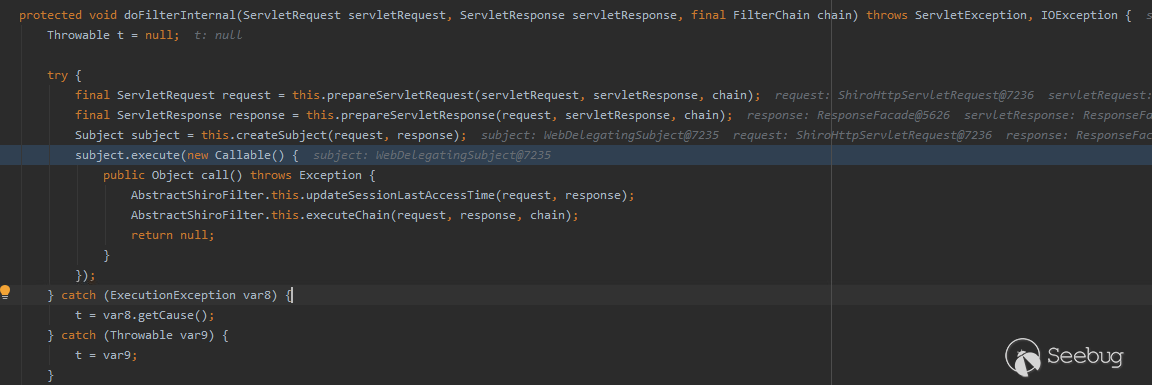 protected void doFilterInternal(ServletRequest servletRequest, ServletResponse servletResponse, final FilterChain chain) throws ServletException, IOException {  s
    Throwable t = null;  t: null
    try {
        final ServletRequest request = this.prepareServletRequest(servletRequest, servletResponse, chain);  request: ShiroHttpServletRequest@7236  servletRequest:
        final ServletResponse response = this.prepareServletResponse(request, servletResponse, chain);  response: ResponseFacade@5626  servletResponse: ResponseFa
        Subject subject = this.createSubject(request, response);  subject: WebDelegatingSubject@7235  request: ShiroHttpServletRequest@7236  response: ResponseFac
        subject.execute(new Callable() {  subject: WebDelegatingSubject@7235
            public Object call() throws Exception {
                AbstractShiroFilter.this.updateSessionLastAccessTime(request, response);
                AbstractShiroFilter.this.executeChain(request, response, chain);
                return null;
            }
        });
    } catch (ExecutionException var8) {
        t = var8.getCause();
    } catch (Throwable var9) {
        t = var9;
    }
Seebug